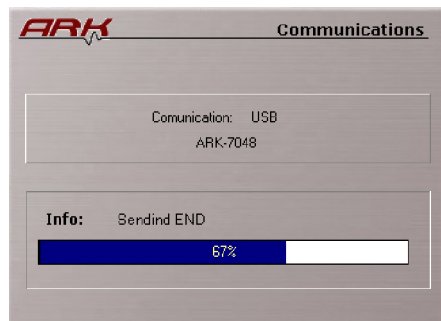 ARK
Communications
Comunication: USB
ARK-7048
Info: Sendind END
67%